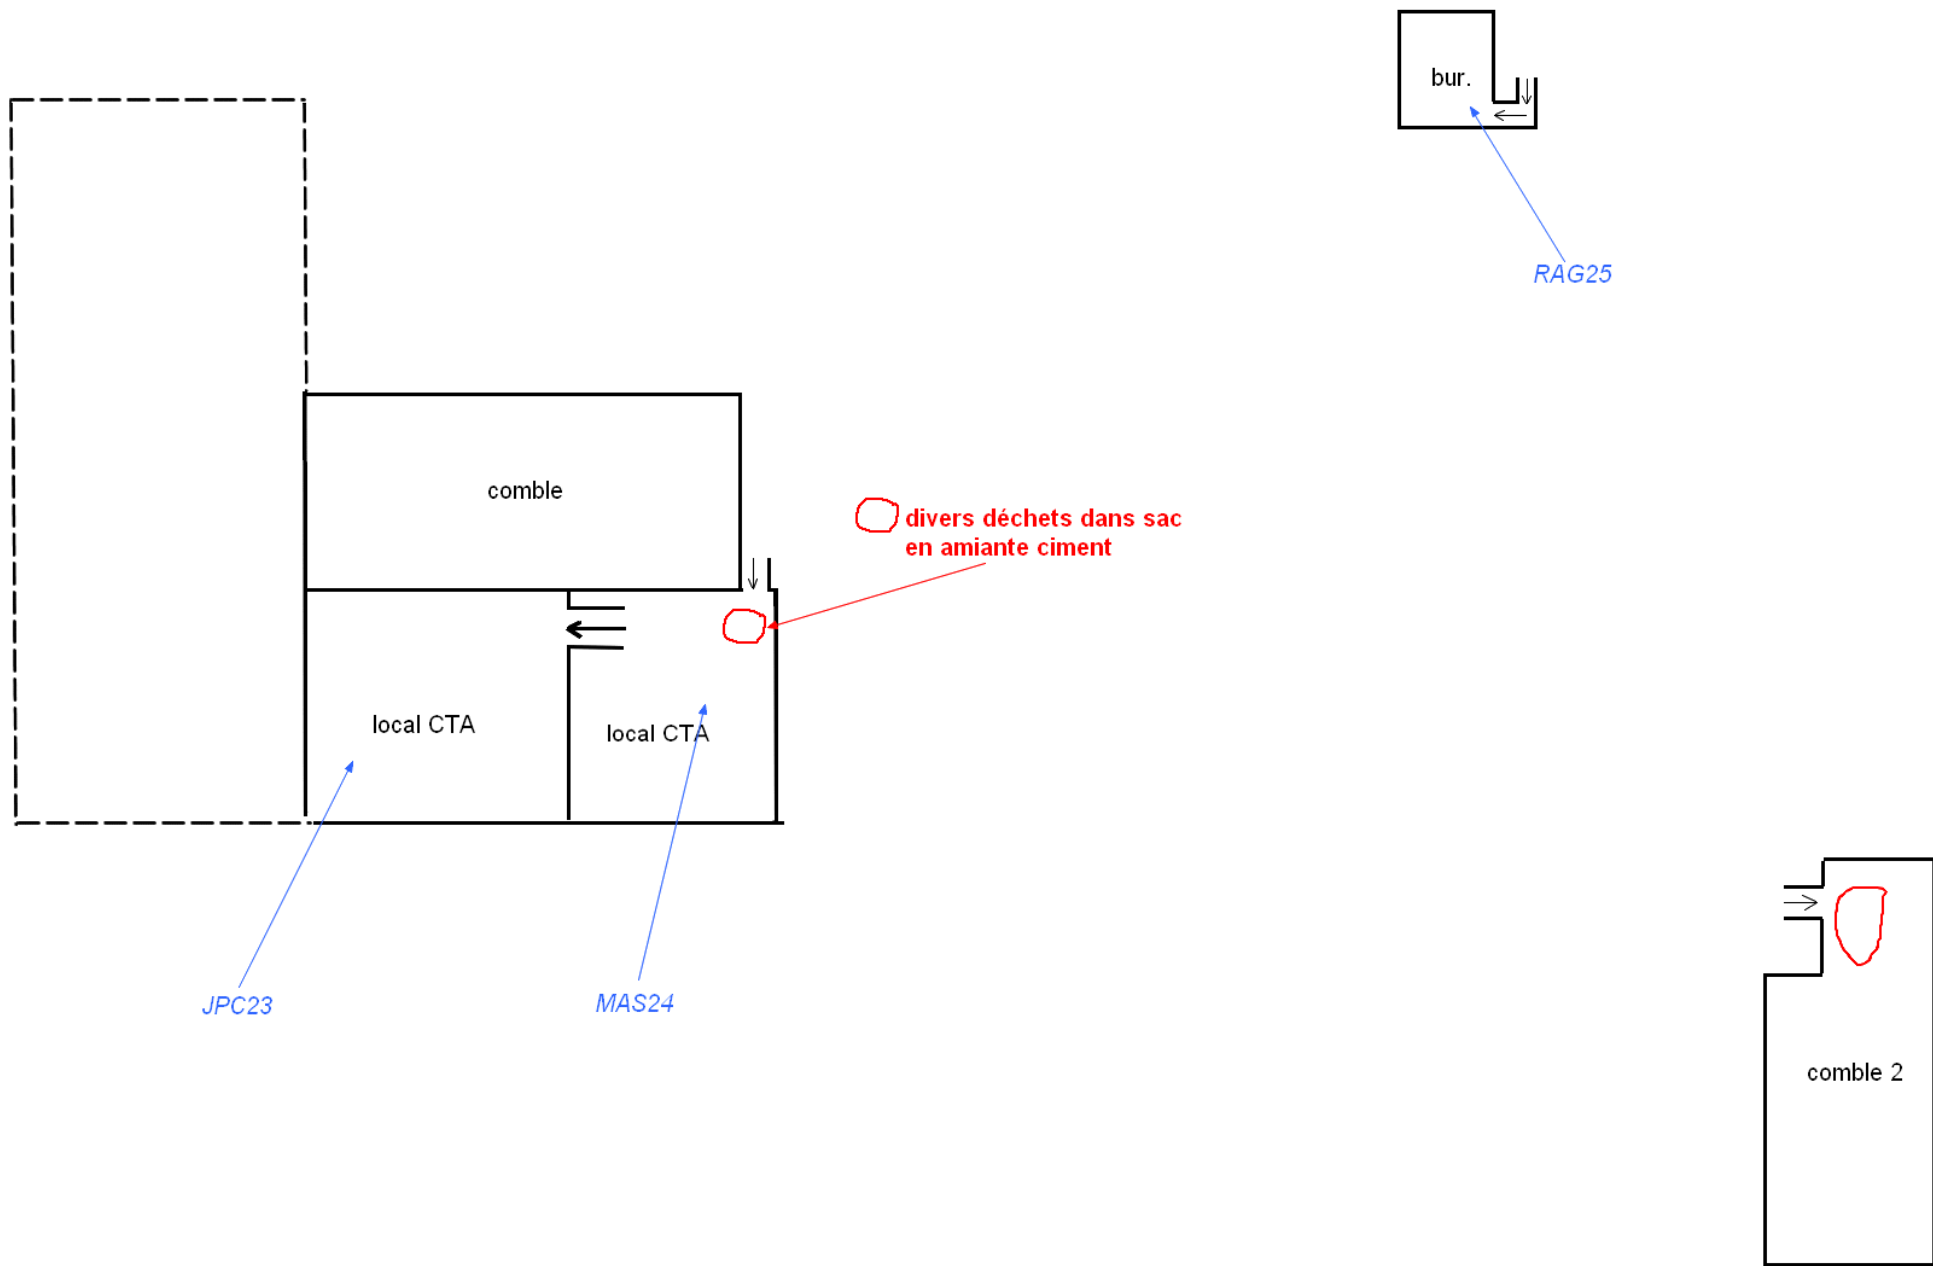 bur.
RAG25
comble
divers déchets dans sac
en amiante ciment
local CTA
local CTA
JPC23
MAS24
comble 2